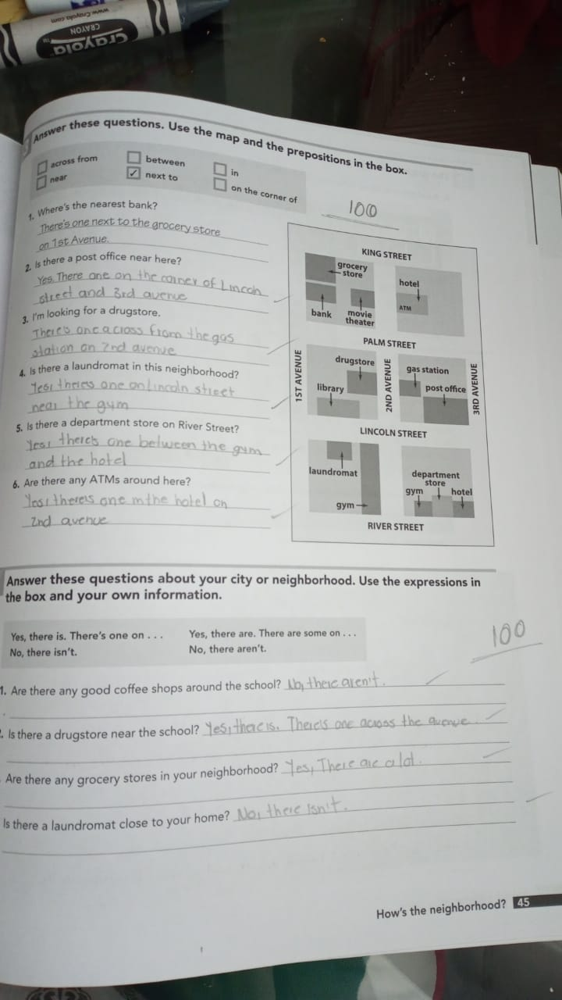 www.Crayola.com
CRAYON
Crayola
Answer these questions. Use the map and the prepositions in the box.
across from
between
in
near
✓ next to
on the corner of
100
1. Where's the nearest bank?
There's one next to the grocery store
on 1st Avenue.
2. Is there a post office near here?
Yes. There one on the corner of Lincoln
street and 3rd avenue
3. I'm looking for a drugstore.
There's one across from the gas
station on 2nd avenue
4. Is there a laundromat in this neighborhood?
Yes, theres one on Lincoln street
near the gym
5. Is there a department store on River Street?
Yes, there's one between the gym
and the hotel
6. Are there any ATMs around here?
Yes, theres one in the hotel on
2nd avenue
KING STREET
grocery
store
hotel
ATM
bank
movie
theater
PALM STREET
1ST AVENUE
drugstore
2ND AVENUE
gas station
library
post office
3RD AVENUE
LINCOLN STREET
laundromat
department
store
gym
hotel
gym
RIVER STREET
Answer these questions about your city or neighborhood. Use the expressions in
the box and your own information.
Yes, there is. There's one on . . .
Yes, there are. There are some on . . .
No, there isn't.
No, there aren't.
100
1. Are there any good coffee shops around the school? No, there aren't.
. Is there a drugstore near the school? Yes, there is. There's one across the avenue
Are there any grocery stores in your neighborhood? Yes, There are a lot.
Is there a laundromat close to your home? No, there isn't.
How's the neighborhood? 45